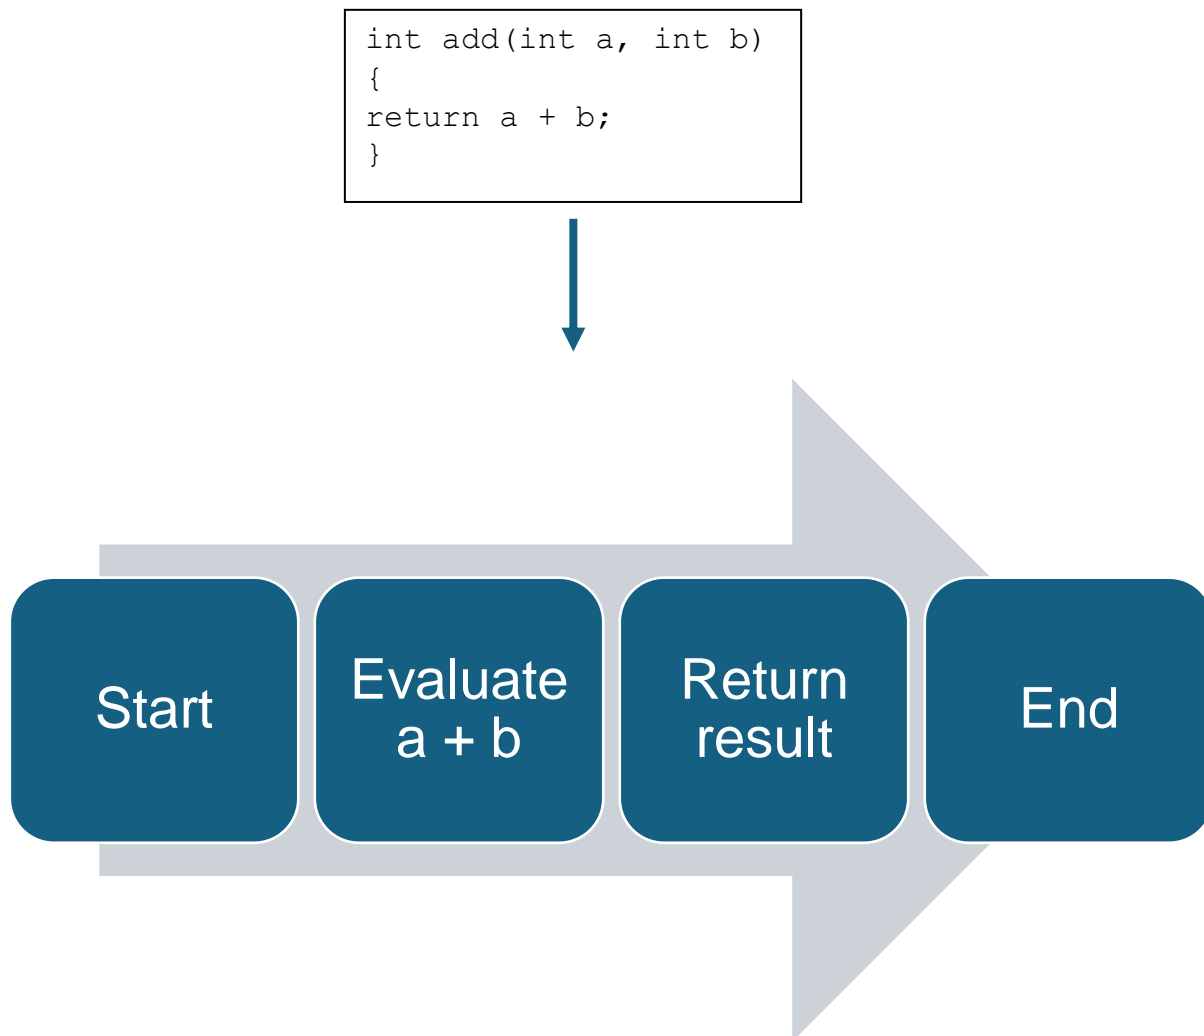 int add(int a, int b)
{
return a + b;
}
Start
Evaluate
a + b
Return
result
End